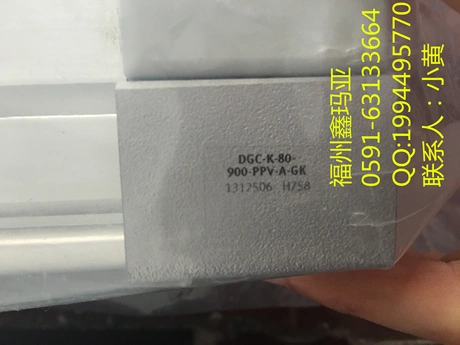 DGC-K-80-
900-PPV-A-GK
1312506 H758
福州鑫玛亚
0591-63133664
QQ:1994495770
联系人：小黄